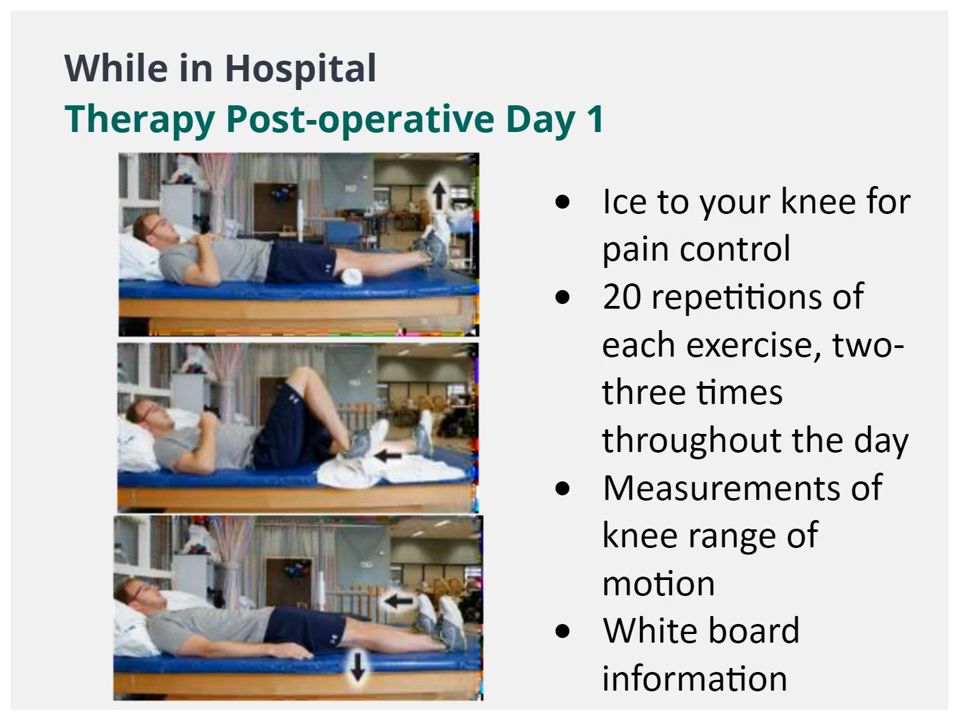 While in Hospital
Therapy Post-operative Day 1
• Ice to your knee for
pain control
• 20 repetitions of
each exercise, two-
three times
throughout the day
• Measurements of
knee range of
motion
• White board
information